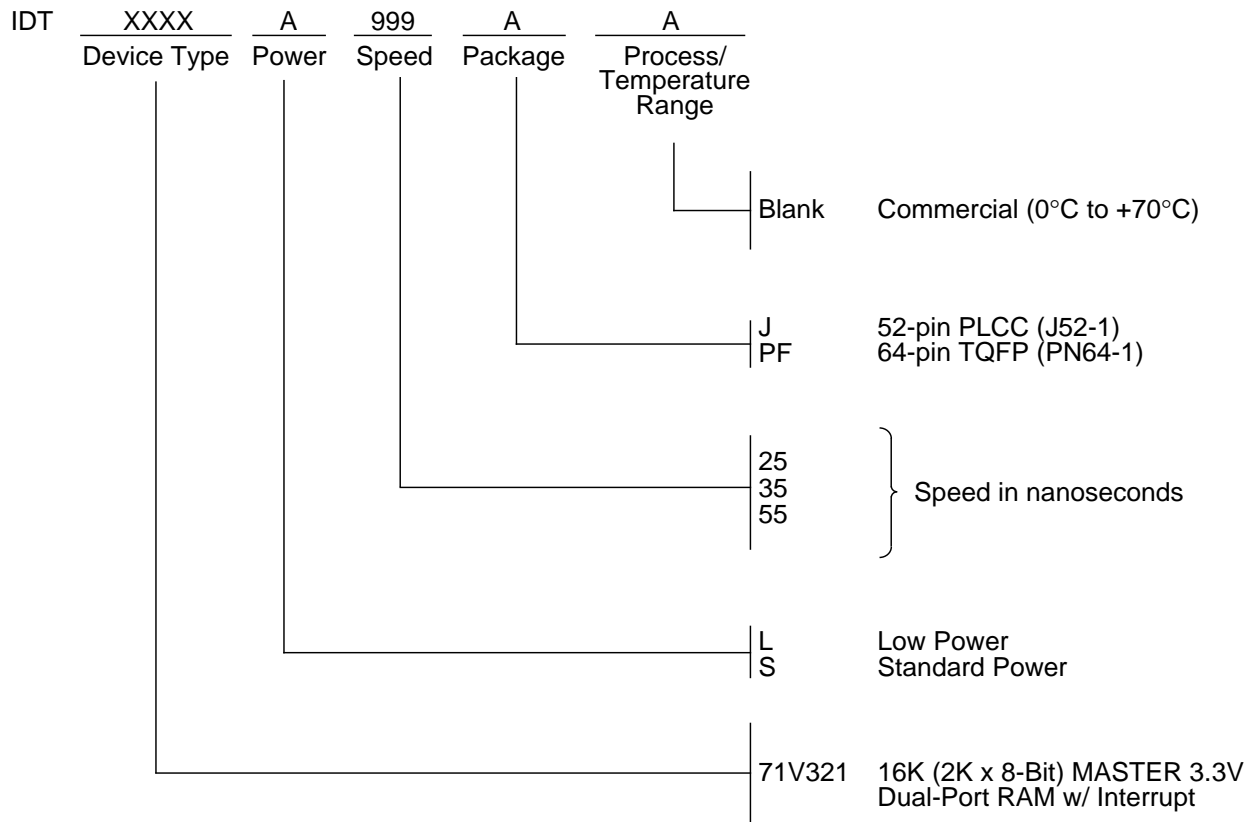 IDT XXXX A 999 A A
Device Type Power Speed Package Process/
Temperature
Range
Blank Commercial (0°C to +70°C)
J 52-pin PLCC (J52-1)
PF 64-pin TQFP (PN64-1)
25
35
55
Speed in nanoseconds
L Low Power
S Standard Power
71V321 16K (2K x 8-Bit) MASTER 3.3V
Dual-Port RAM w/ Interrupt